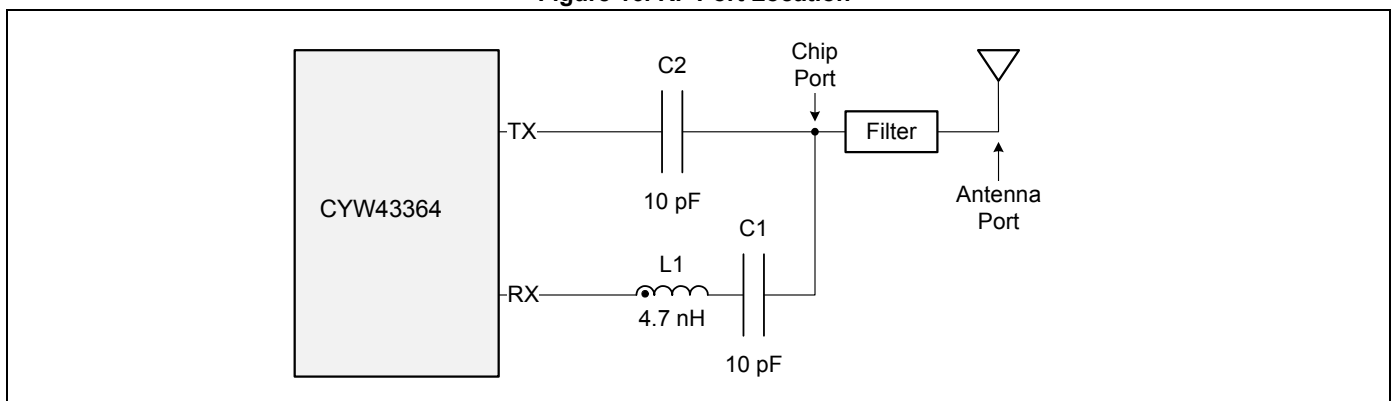 C2
Chip
Port
TX
Filter
10 pF
Antenna
Port
CYW43364
C1
L1
RX
4.7 nH
10 pF